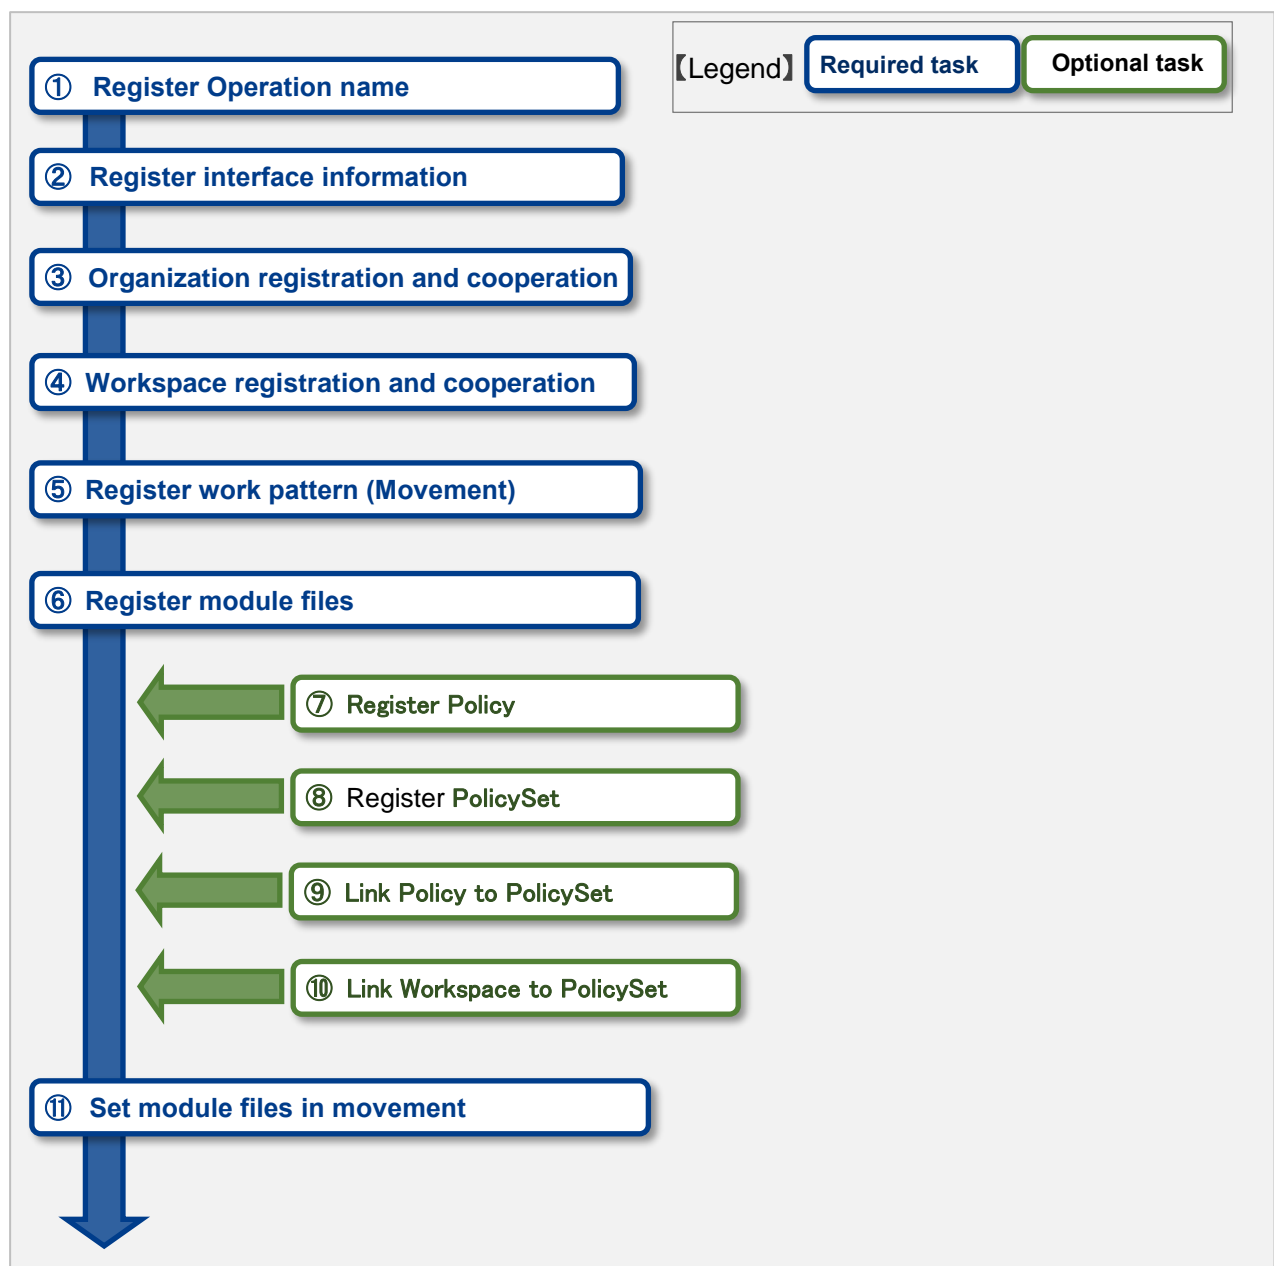 【Legend】 Required task Optional task
① Register Operation name
② Register interface information
③ Organization registration and cooperation
④ Workspace registration and cooperation
⑤ Register work pattern (Movement)
⑥ Register module files
⑦ Register Policy
⑧ Register PolicySet
⑨ Link Policy to PolicySet
⑩ Link Workspace to PolicySet
⑪ Set module files in movement